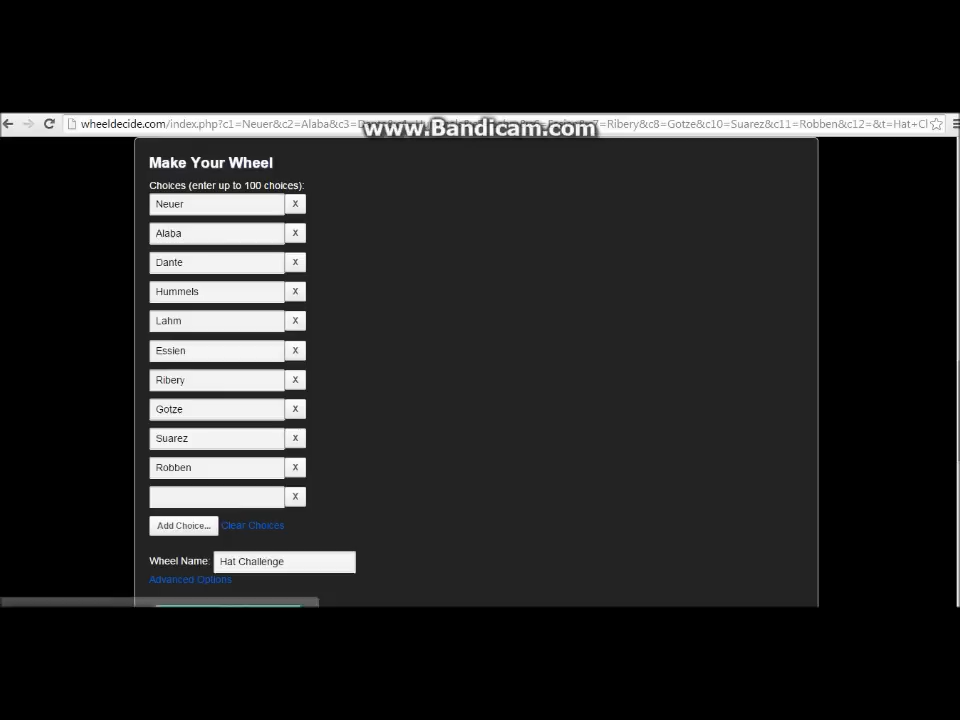 wheeldecide.com/index.php?c1=Neuer&c2=Alaba&c3=D
7=Ribery&c8=Gotze&c10=Suarez&c11=Robben&c12=&t=Hat+Cl
www.Bandicam.com
Make Your Wheel
Choices (enter up to 100 choices):
Neuer X
Alaba X
Dante X
Hummels X
Lahm X
Essien X
Ribery X
Gotze X
Suarez X
Robben X
X
Add Choice... Clear Choices
Wheel Name: Hat Challenge
Advanced Options